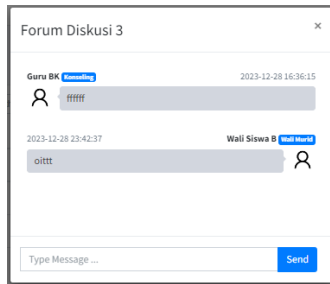 Forum Diskusi 3 ×
Guru BK Konseling 2023-12-28 16:36:15
ffffff
2023-12-28 23:42:37 Wali Siswa B Wali Murid
oittt
Type Message ... Send